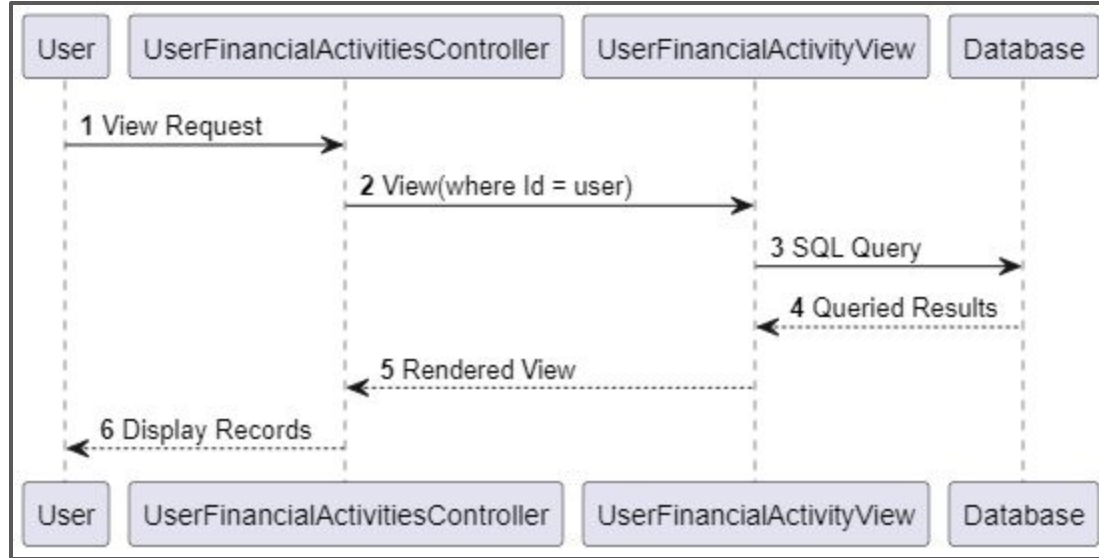 User UserFinancialActivitiesController UserFinancialActivityView Database
1 View Request
2 View(where Id = user)
3 SQL Query
4 Queried Results
5 Rendered View
6 Display Records
User UserFinancialActivitiesController UserFinancialActivityView Database